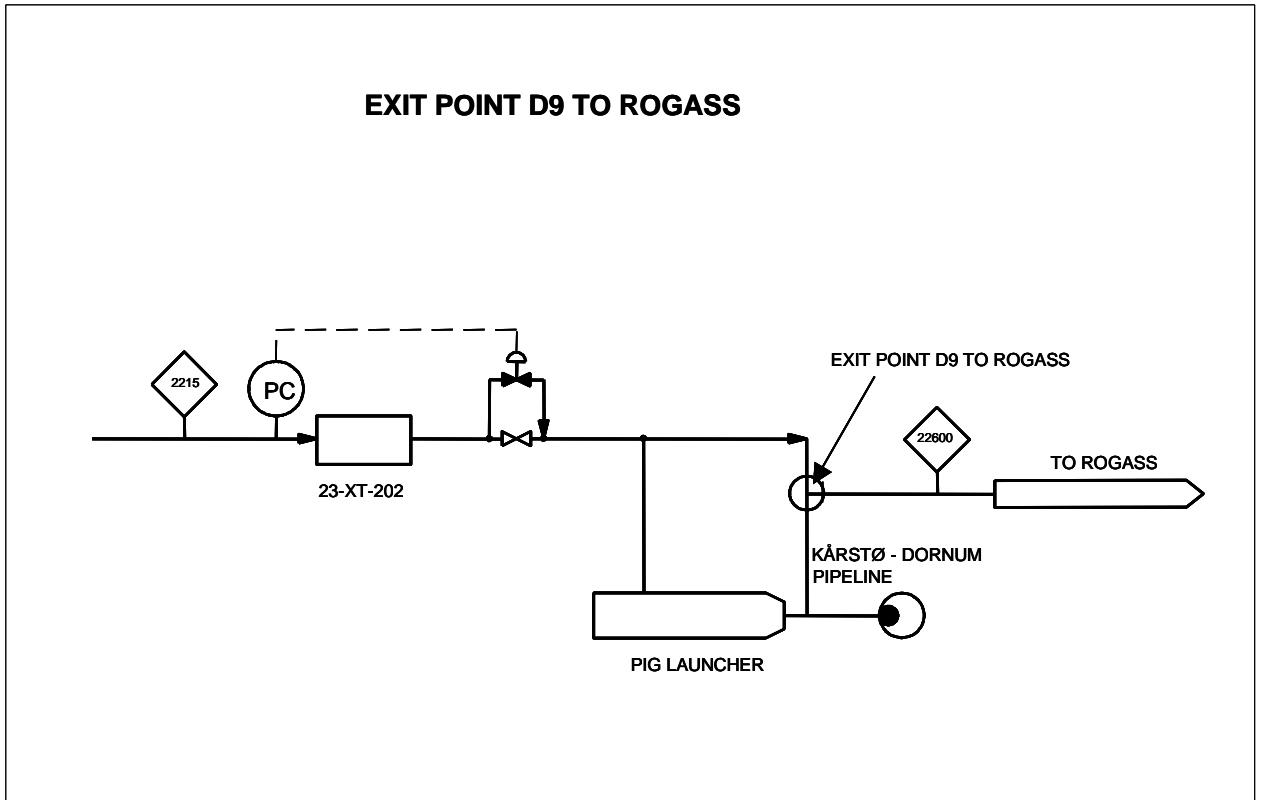 EXIT POINT D9 TO ROGASS
EXIT POINT D9 TO ROGASS
2215
PC
22600
TO ROGASS
23-XT-202
KÅRSTØ - DORNUM
PIPELINE
PIG LAUNCHER